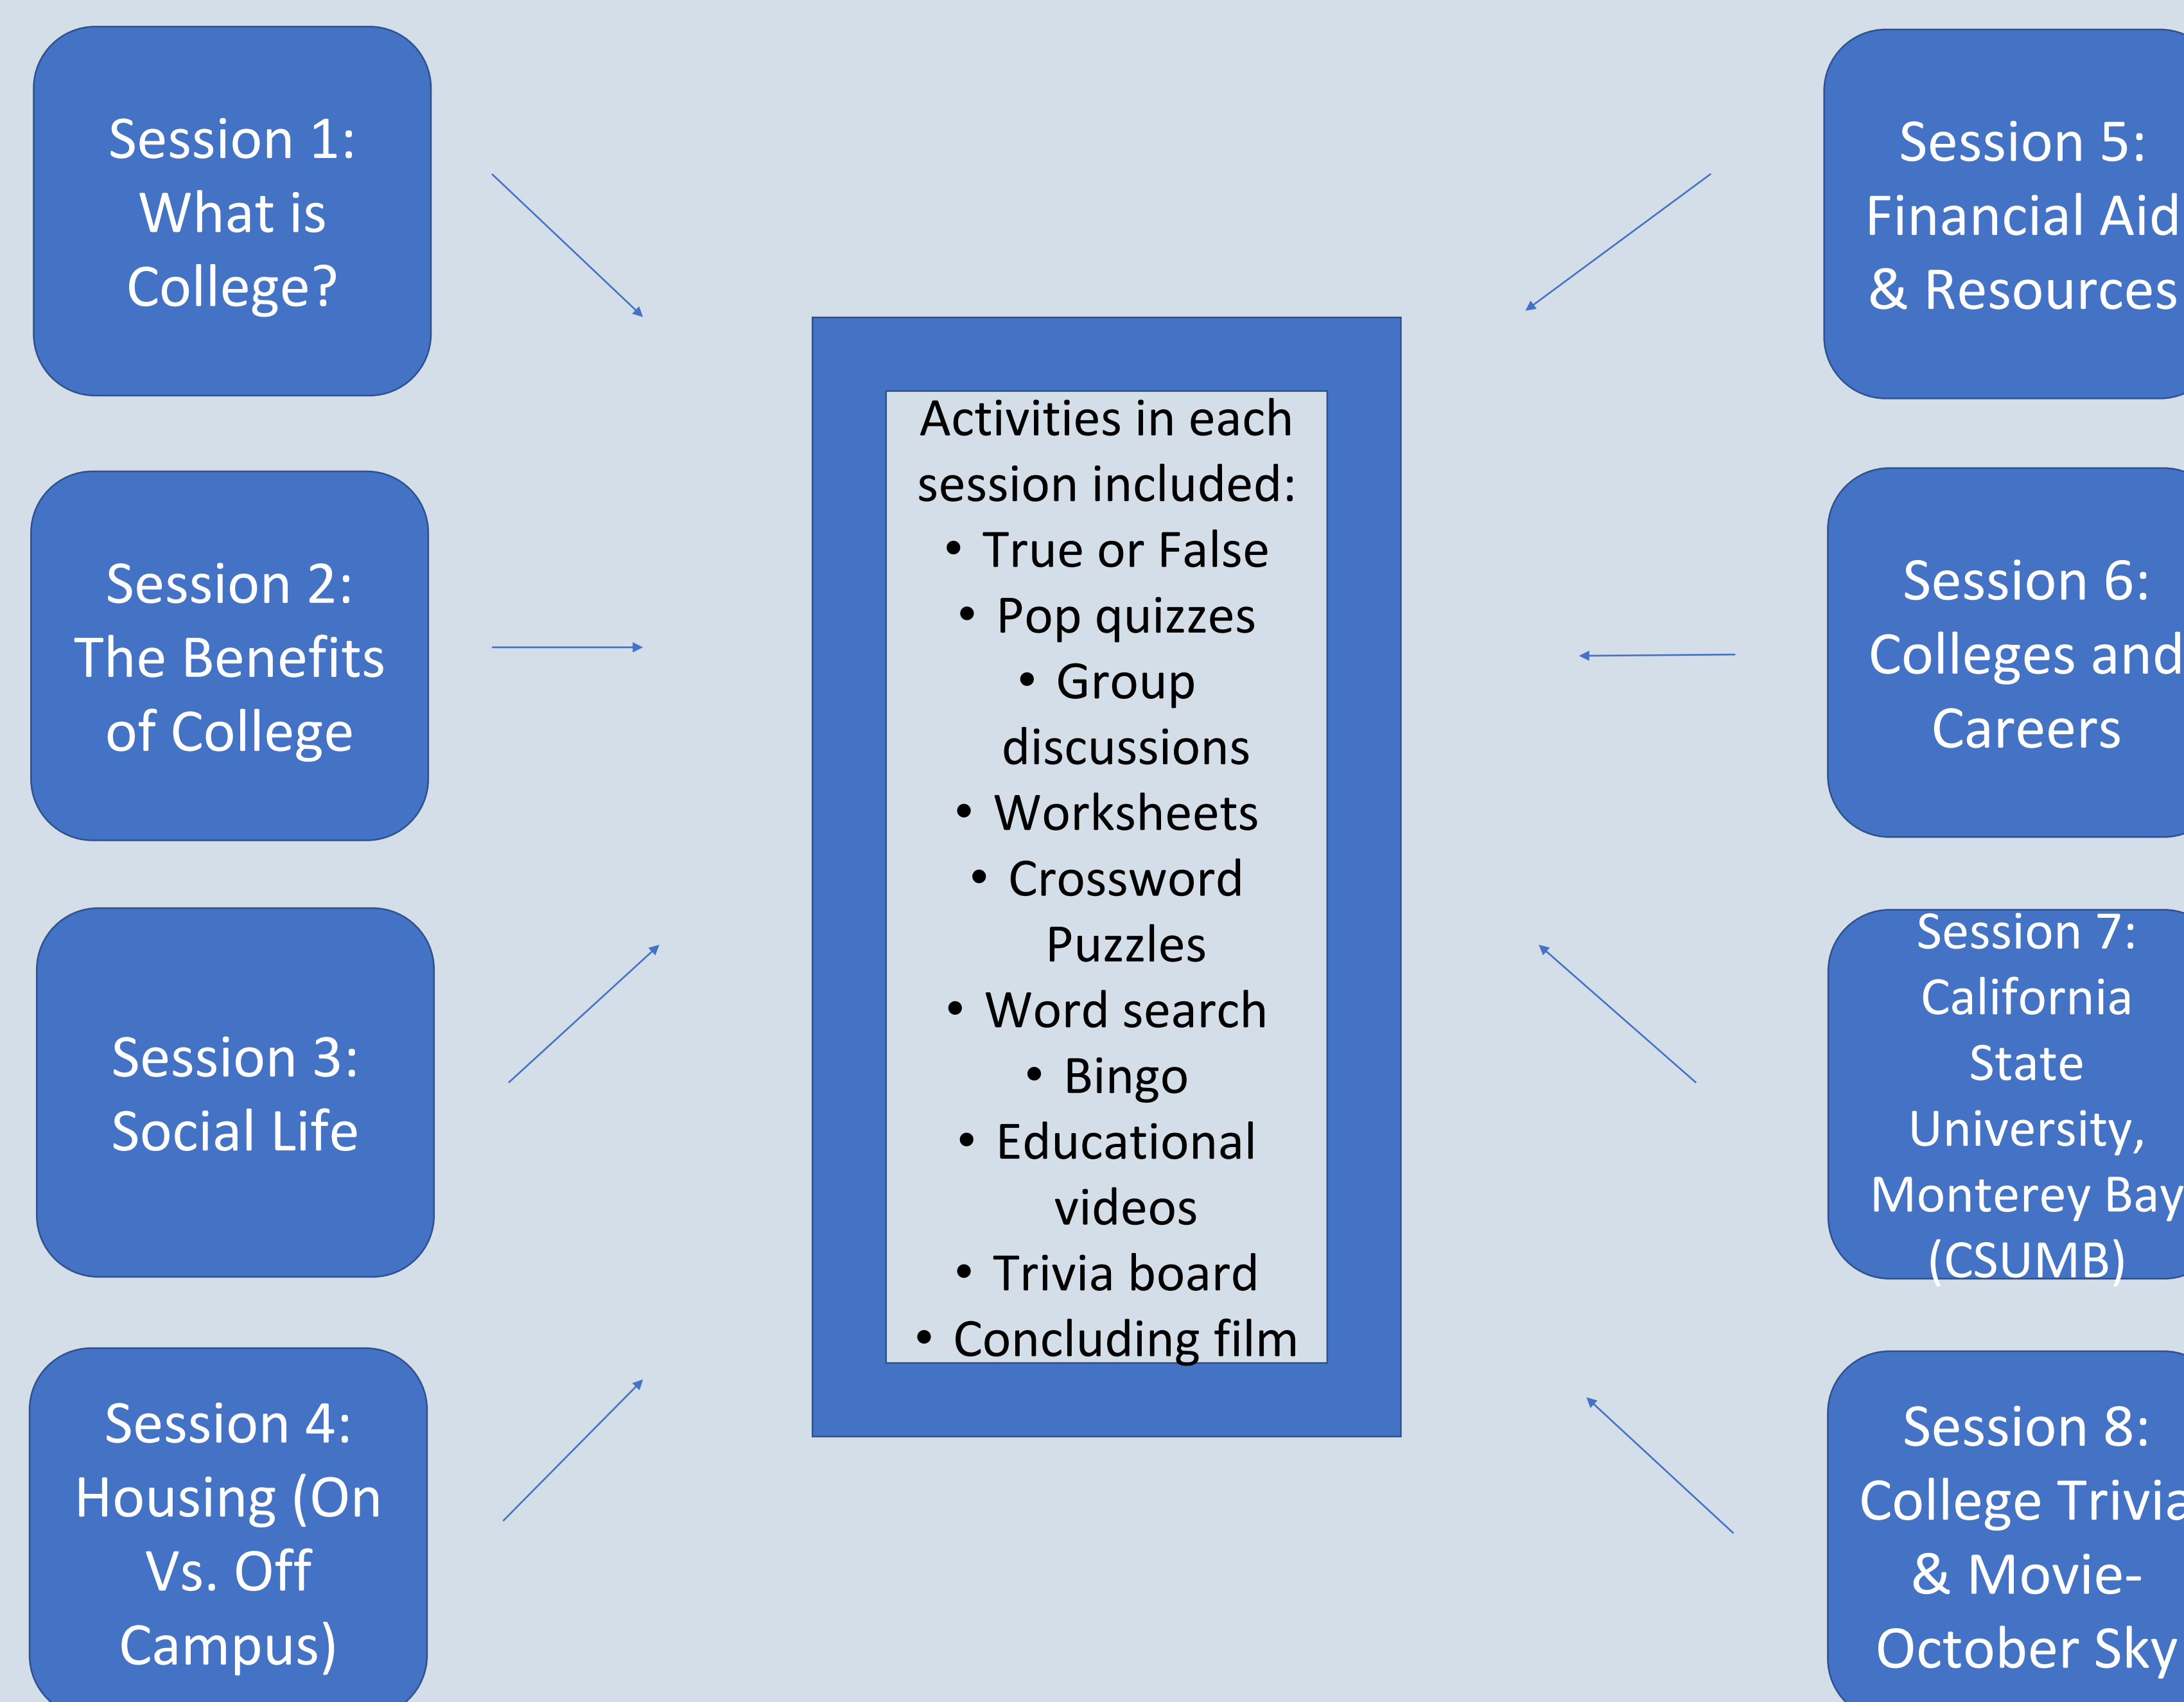 Session 1:
What is
College?
Session 2:
The Benefits
of College
Session 3:
Social Life
Session 4:
Housing (On
Vs. Off
Campus)
Activities in each
session included:
• True or False
• Pop quizzes
• Group
discussions
• Worksheets
• Crossword
Puzzles
• Word search
• Bingo
• Educational
videos
• Trivia board
• Concluding film
Session 5:
Financial Aid
& Resources
Session 6:
Colleges and
Careers
Session 7:
California
State
University,
Monterey Bay
(CSUMB)
Session 8:
College Trivia
& Movie-
October Sky